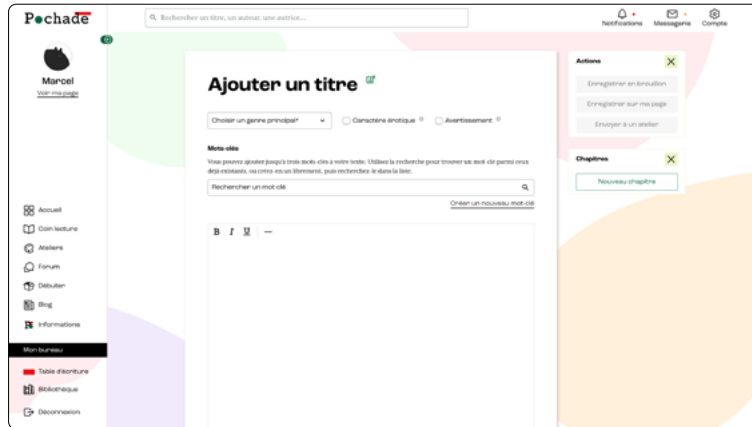 Pochade
Rechercher un titre, un auteur, une autrice...
Notifications
Messagerie
Compte
Marcel
Voir ma page
Accueil
Coin lecture
Ateliers
Forum
Débuter
Blog
Informations
Mon bureau
Table d'écriture
Bibliothèque
Déconnexion
Ajouter un titre
Choisir un genre principal*
Caractère érotique
Avertissement
Mots-clés
Vous pouvez ajouter jusqu'à trois mots-clés à votre texte. Utilisez la recherche pour trouver un mot-clé parmi ceux
déjà existants, ou créez-en un librement, puis recherchez-le dans la liste.
Rechercher un mot-clé
Créer un nouveau mot-clé
B I U
Actions
Enregistrer en brouillon
Enregistrer sur ma page
Envoyer à un atelier
Chapitres
Nouveau chapitre